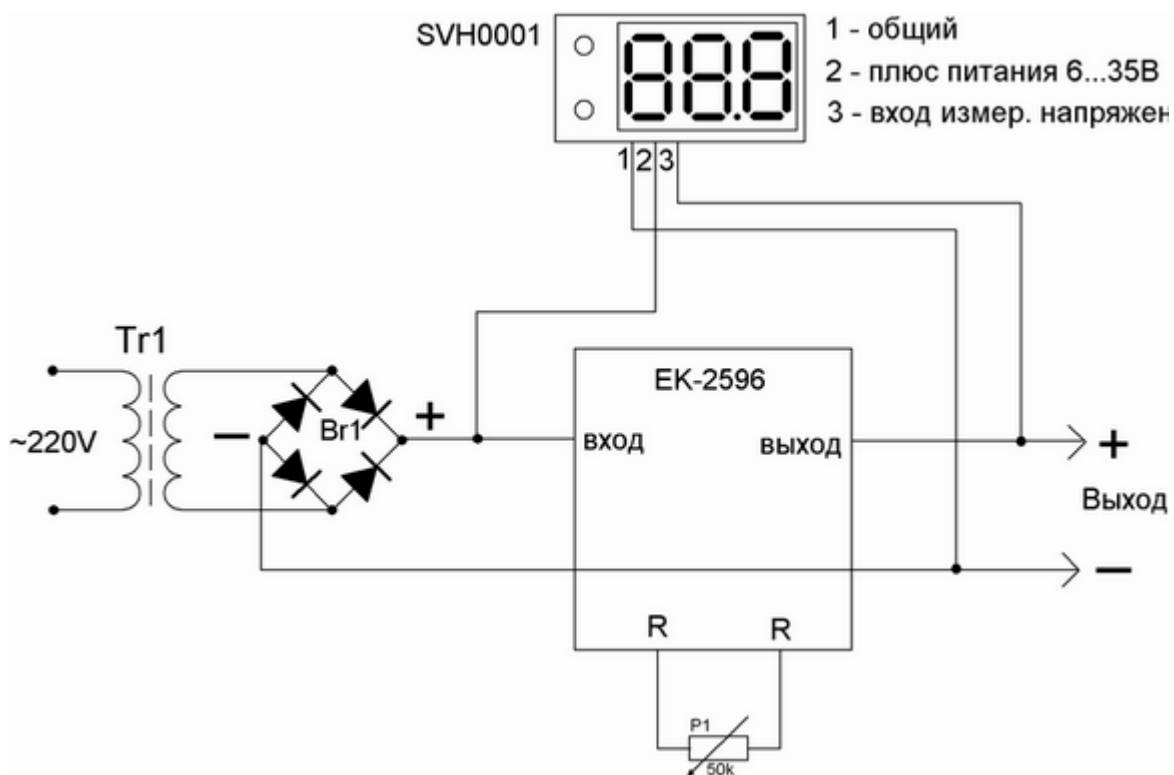 SVH0001
1 - общий
2 - плюс питания 6...35В
3 - вход измер. напряжен
1 2 3
Tr1
EK-2596
+
Br1
−
~220V
вход
выход
+
Выход
−
R R
P1
50k